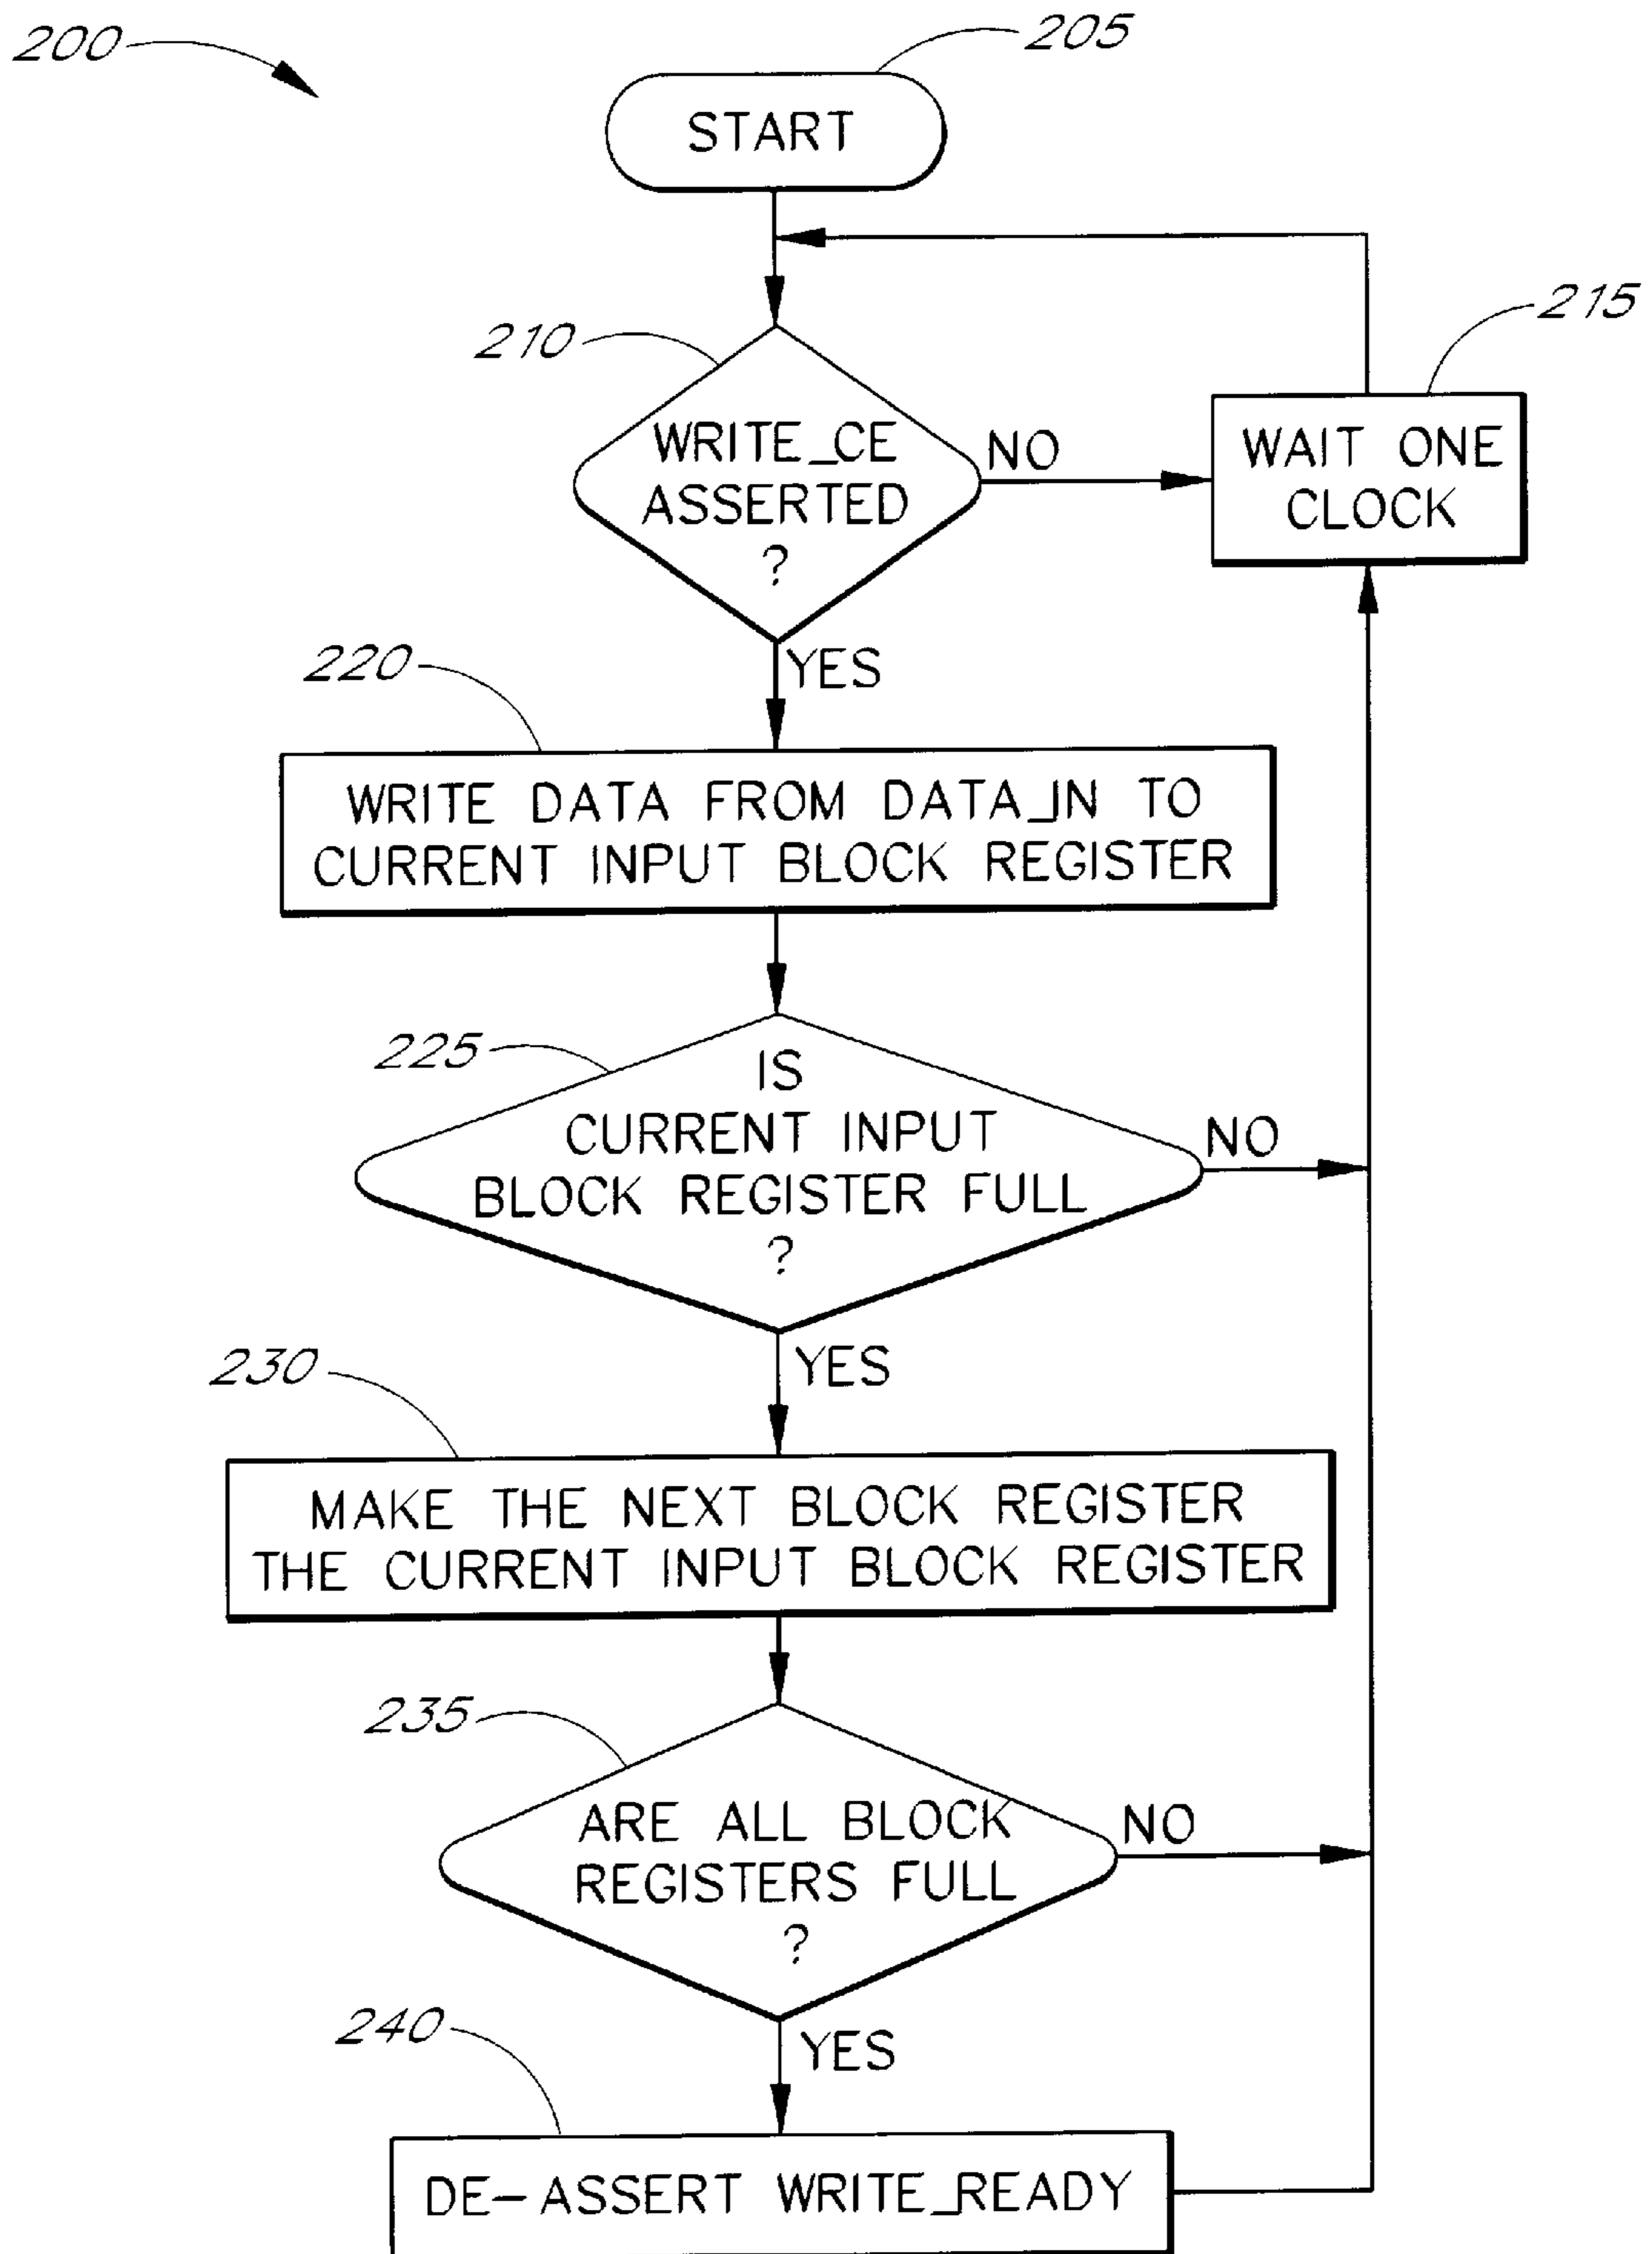 200
205
START
215
210
WRITE_CE
ASSERTED
?
NO
WAIT ONE
CLOCK
220
YES
WRITE DATA FROM DATA_IN TO
CURRENT INPUT BLOCK REGISTER
225
IS
CURRENT INPUT
BLOCK REGISTER FULL
?
NO
230
YES
MAKE THE NEXT BLOCK REGISTER
THE CURRENT INPUT BLOCK REGISTER
235
ARE ALL BLOCK
REGISTERS FULL
?
NO
240
YES
DE-ASSERT WRITE_READY